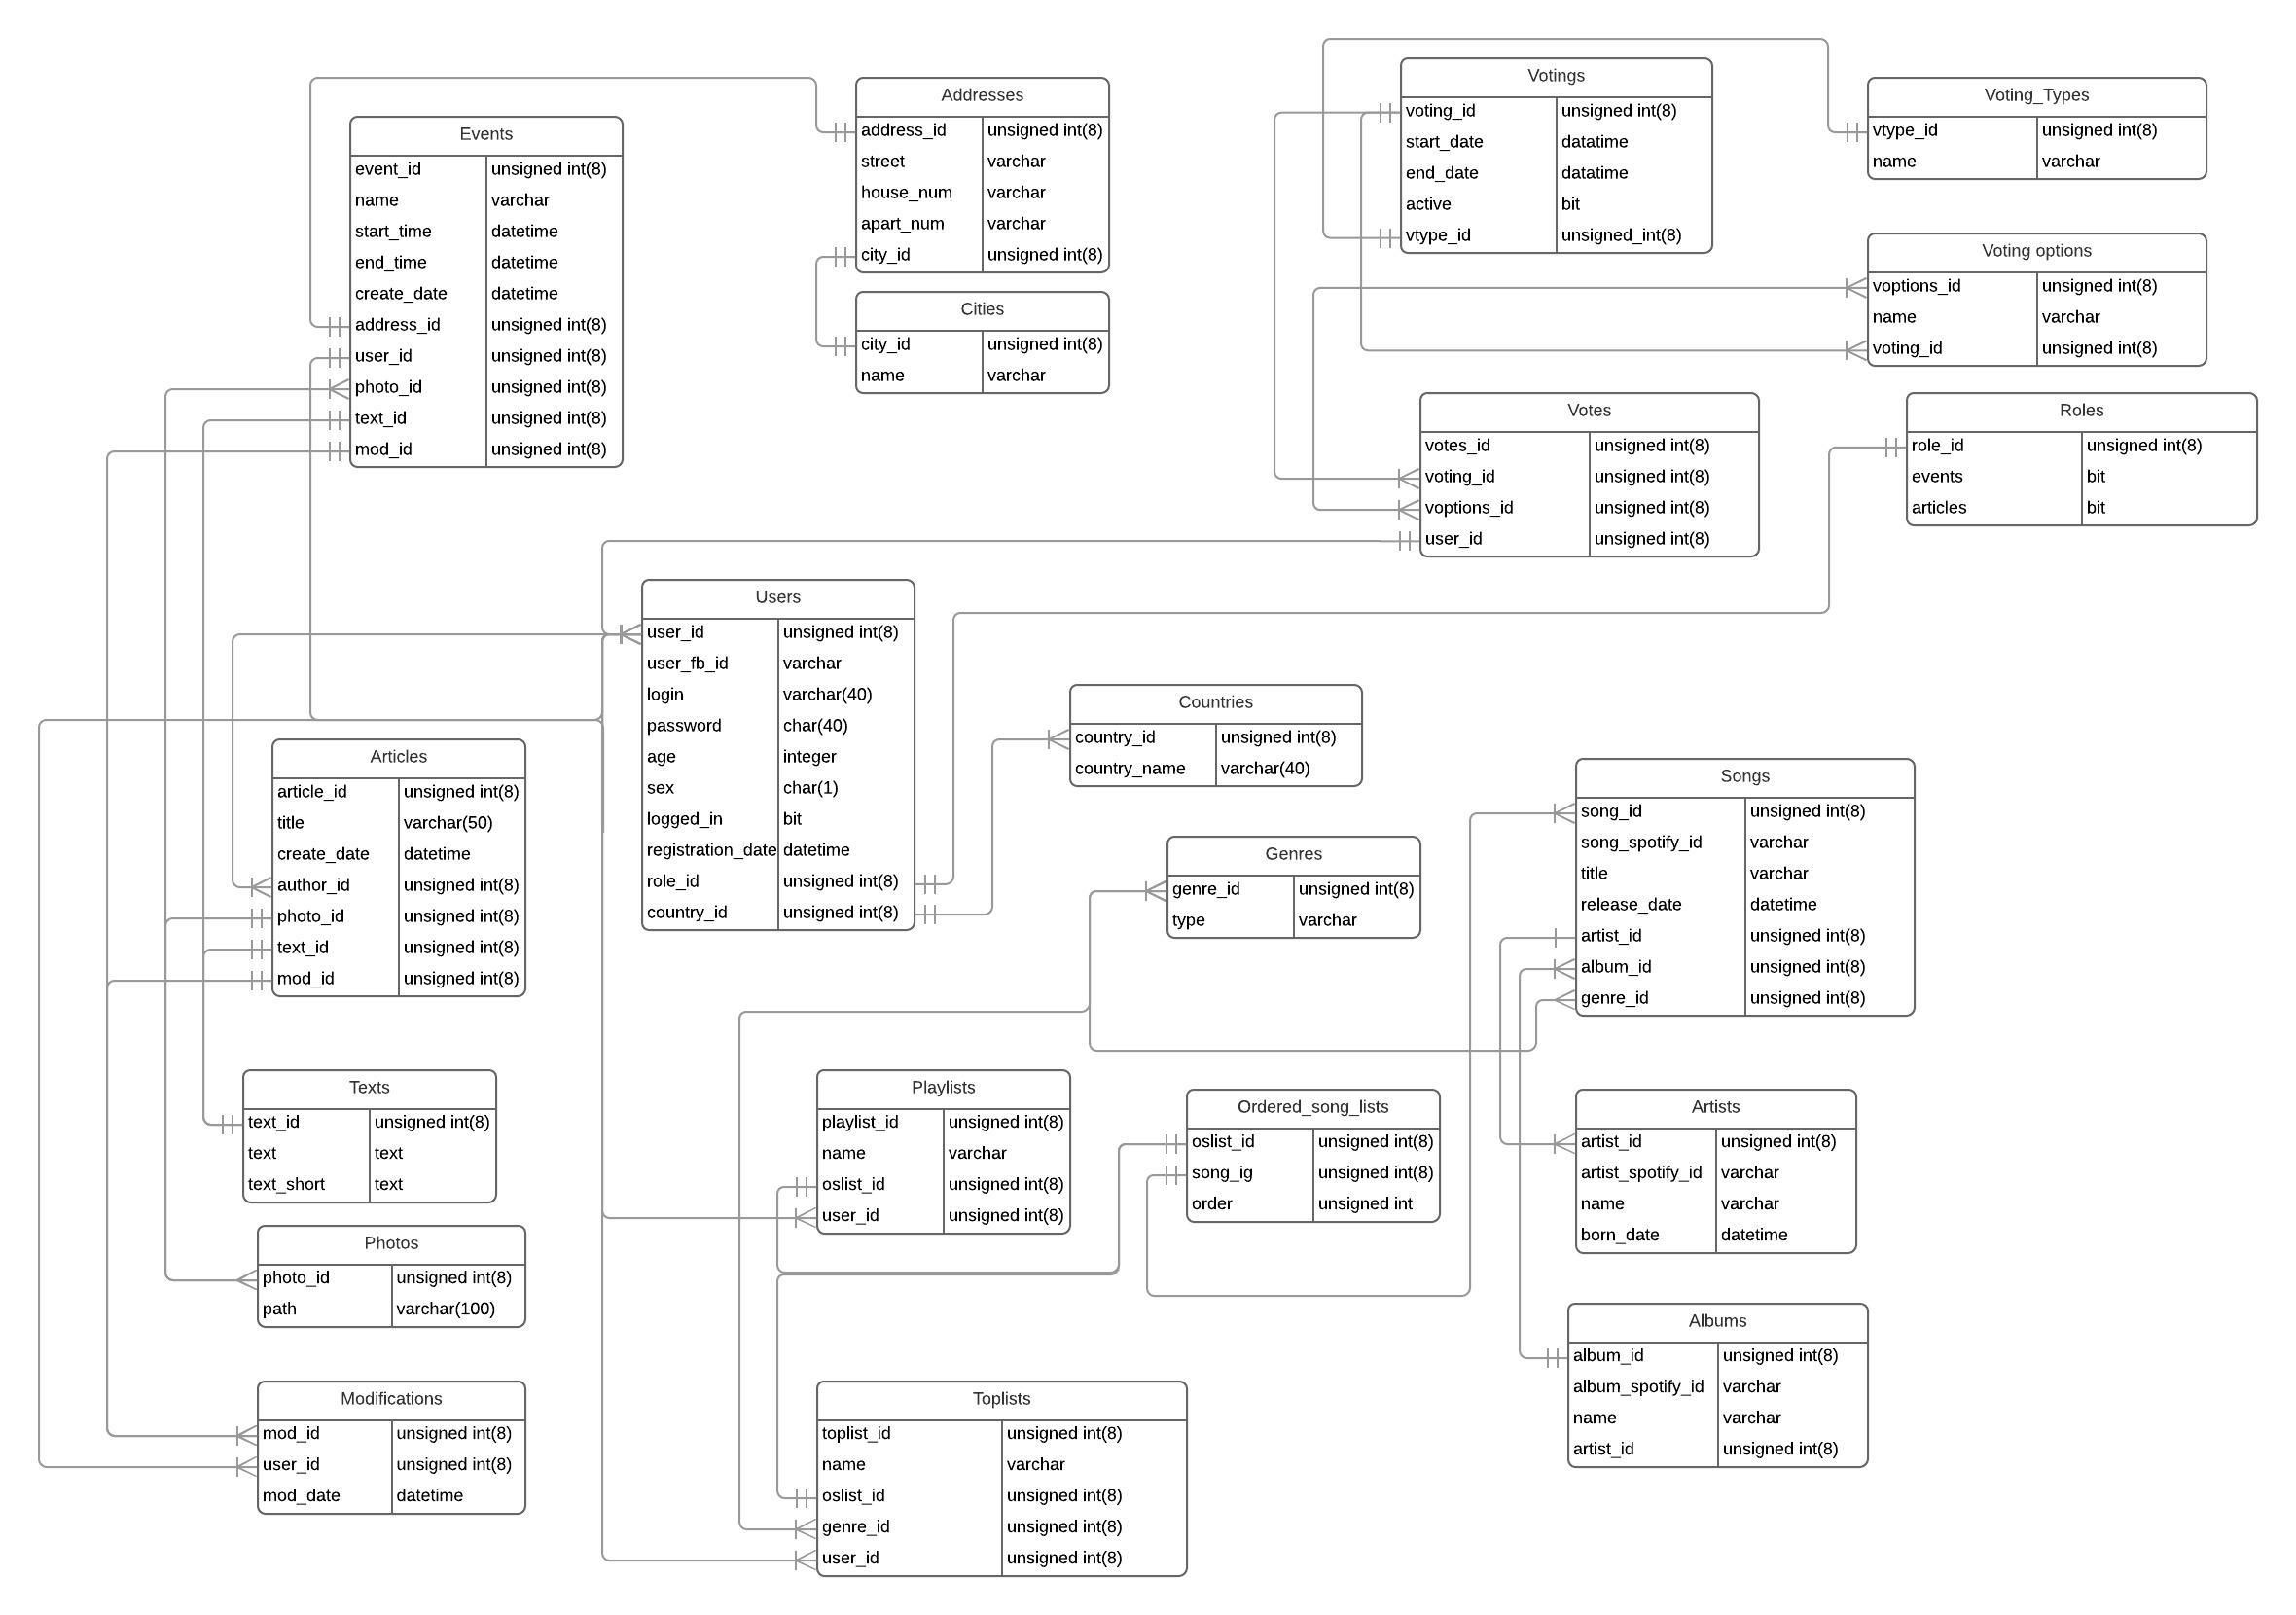 Events
event_id unsigned int(8)
name varchar
start_time datetime
end_time datetime
create_date datetime
address_id unsigned int(8)
user_id unsigned int(8)
photo_id unsigned int(8)
text_id unsigned int(8)
mod_id unsigned int(8)
Addresses
address_id unsigned int(8)
street varchar
house_num varchar
apart_num varchar
city_id unsigned int(8)
Cities
city_id unsigned int(8)
name varchar
Votings
voting_id unsigned int(8)
start_date datatime
end_date datatime
active bit
vtype_id unsigned_int(8)
Voting_Types
vtype_id unsigned int(8)
name varchar
Voting options
voptions_id unsigned int(8)
name varchar
voting_id unsigned int(8)
Votes
votes_id unsigned int(8)
voting_id unsigned int(8)
voptions_id unsigned int(8)
user_id unsigned int(8)
Roles
role_id unsigned int(8)
events bit
articles bit
Users
user_id unsigned int(8)
user_fb_id varchar
login varchar(40)
password char(40)
age integer
sex char(1)
logged_in bit
registration_date datetime
role_id unsigned int(8)
country_id unsigned int(8)
Countries
country_id unsigned int(8)
country_name varchar(40)
Articles
article_id unsigned int(8)
title varchar(50)
create_date datetime
author_id unsigned int(8)
photo_id unsigned int(8)
text_id unsigned int(8)
mod_id unsigned int(8)
Genres
genre_id unsigned int(8)
type varchar
Songs
song_id unsigned int(8)
song_spotify_id varchar
title varchar
release_date datetime
artist_id unsigned int(8)
album_id unsigned int(8)
genre_id unsigned int(8)
Texts
text_id unsigned int(8)
text text
text_short text
Playlists
playlist_id unsigned int(8)
name varchar
oslist_id unsigned int(8)
user_id unsigned int(8)
Ordered_song_lists
oslist_id unsigned int(8)
song_ig unsigned int(8)
order unsigned int
Artists
artist_id unsigned int(8)
artist_spotify_id varchar
name varchar
born_date datetime
Photos
photo_id unsigned int(8)
path varchar(100)
Albums
album_id unsigned int(8)
album_spotify_id varchar
name varchar
artist_id unsigned int(8)
Modifications
mod_id unsigned int(8)
user_id unsigned int(8)
mod_date datetime
Toplists
toplist_id unsigned int(8)
name varchar
oslist_id unsigned int(8)
genre_id unsigned int(8)
user_id unsigned int(8)